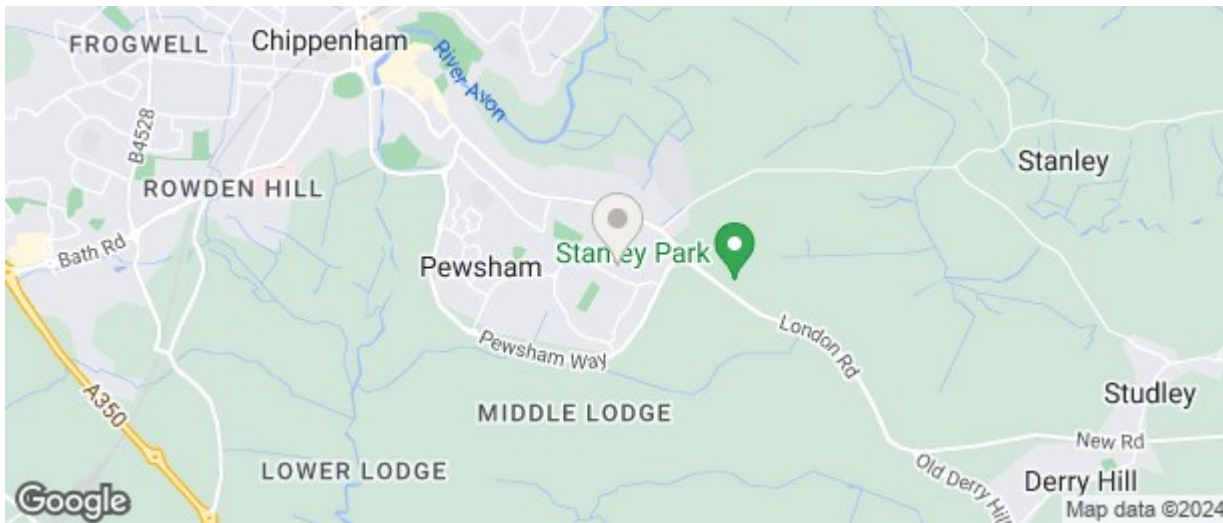 FROGWELL
Chippenham
River Avon
B4528
Stanley
ROWDEN HILL
Bath Rd
Stanley Park
Pewsham
London Rd
Pewsham Way
A350
Studley
MIDDLE LODGE
New Rd
LOWER LODGE
Old Derry Hill
Derry Hill
Google
Map data ©2024